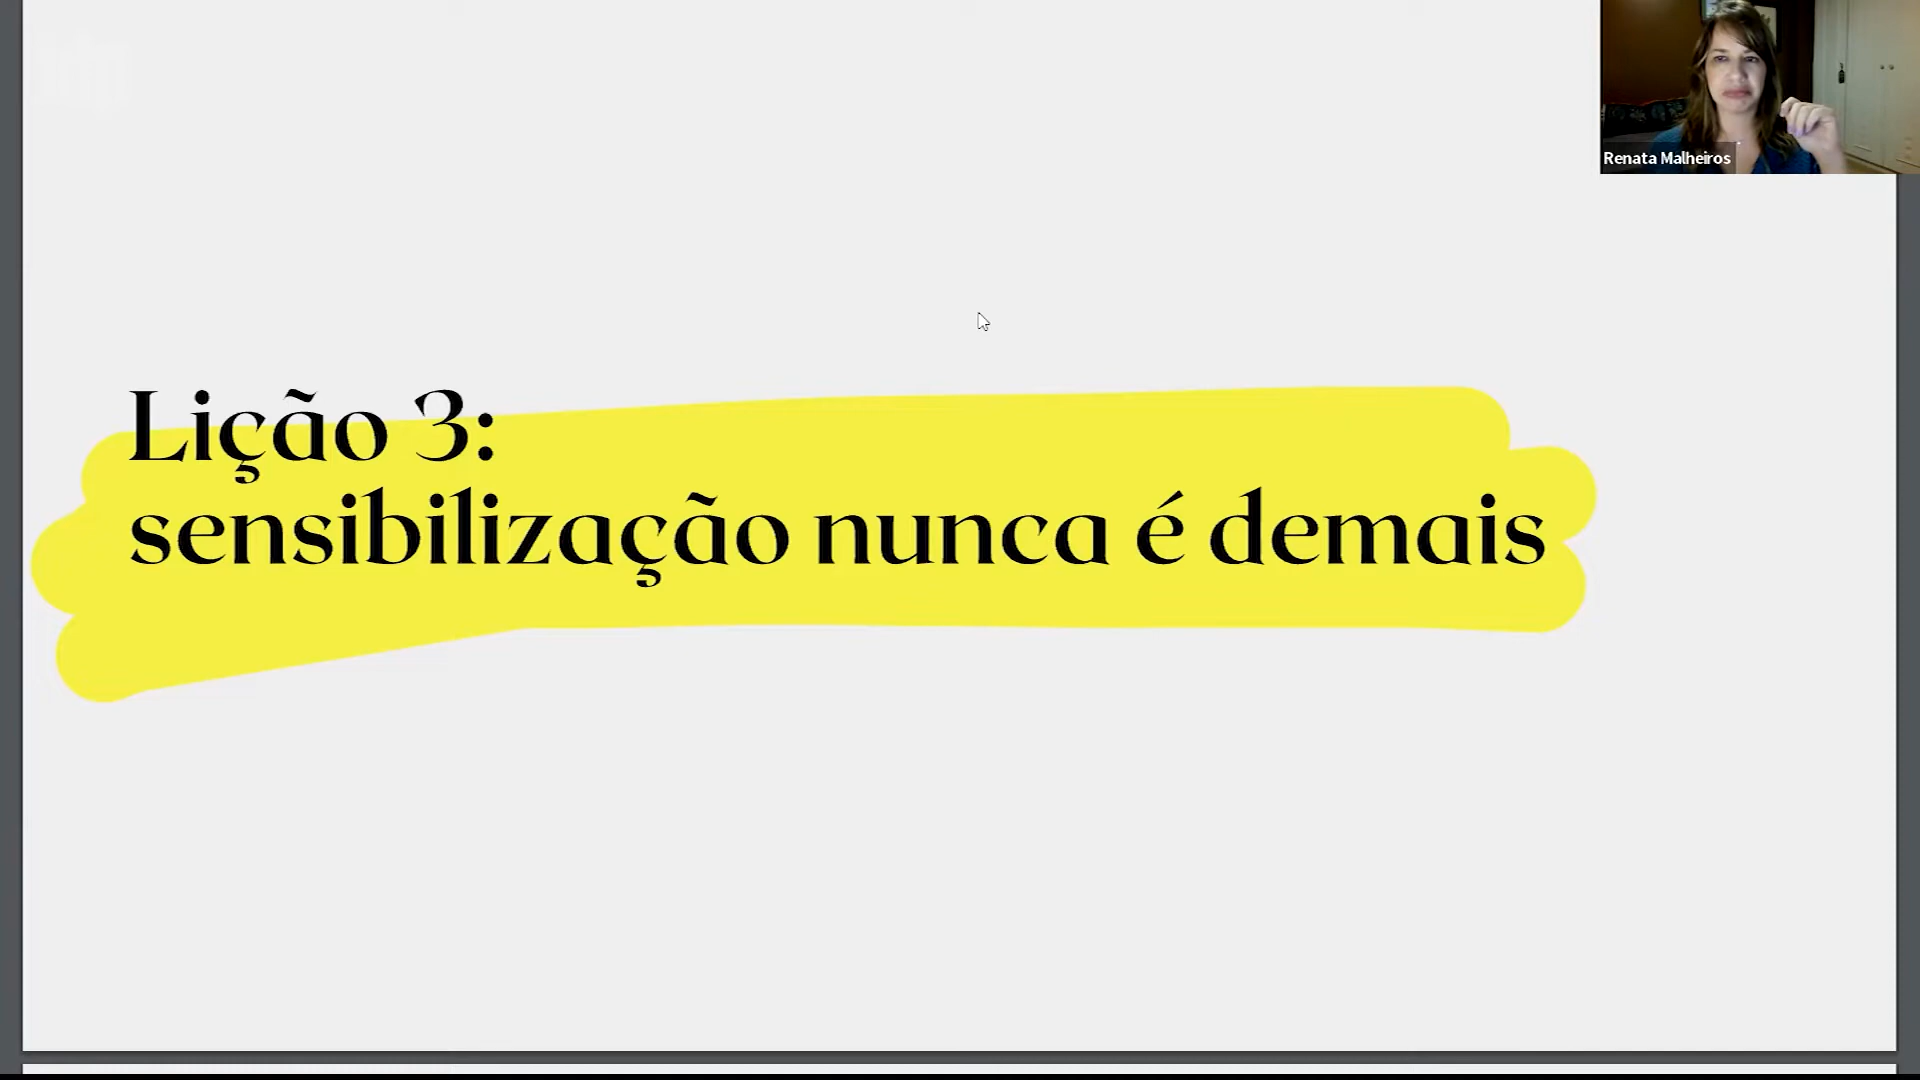 Renata Malheiros
Lição 3:
sensibilização nunca é demais